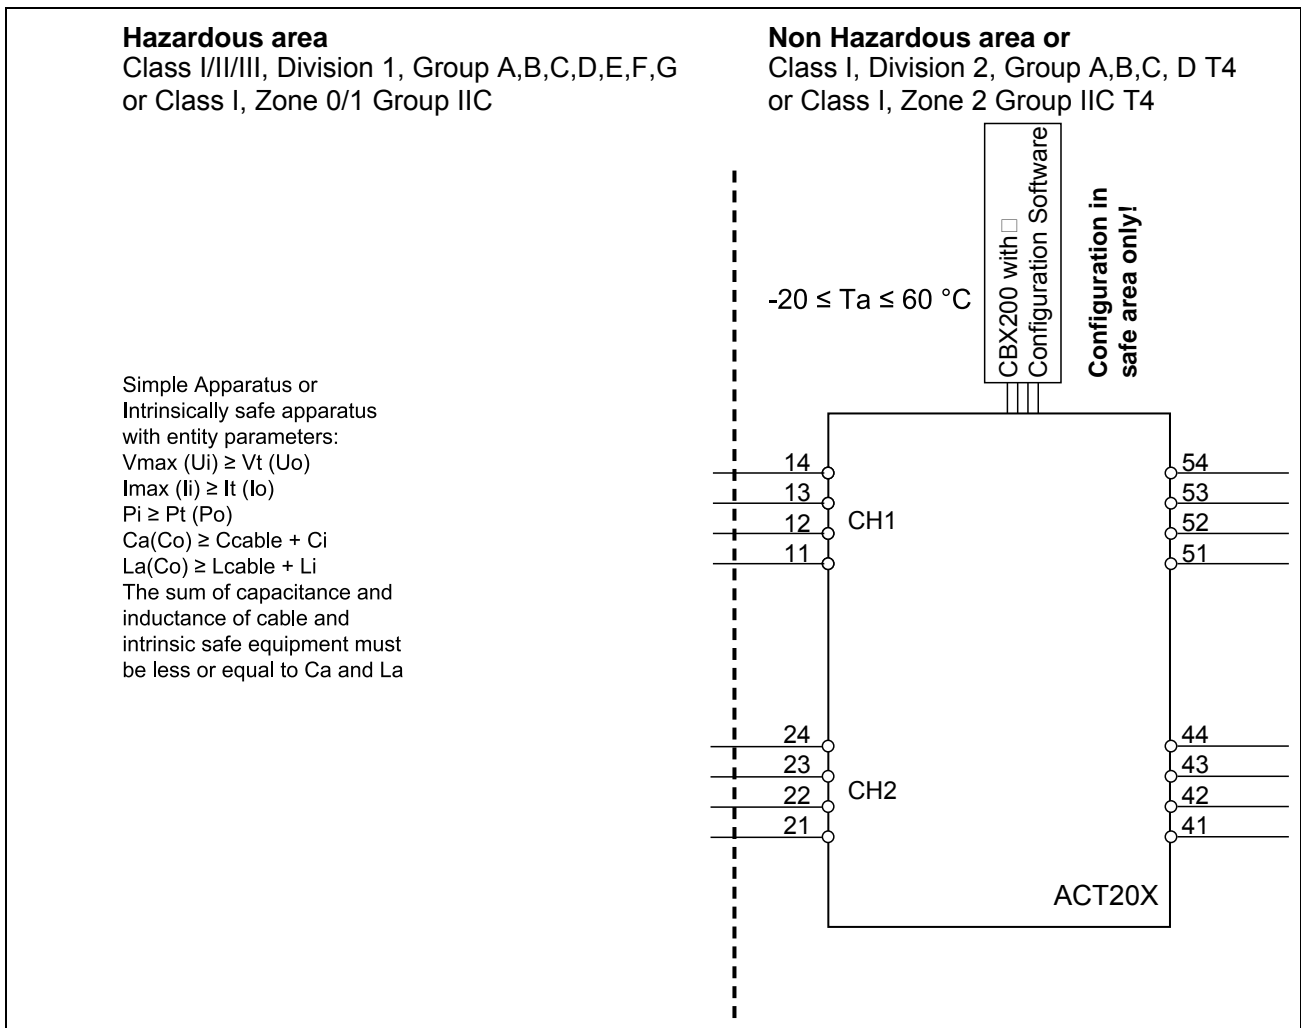 Hazardous area
Class I/II/III, Division 1, Group A,B,C,D,E,F,G
or Class I, Zone 0/1 Group IIC
Non Hazardous area or
Class I, Division 2, Group A,B,C, D T4
or Class I, Zone 2 Group IIC T4
CBX200 with□
Configuration Software
Configuration in
safe area only!
-20 ≤ Ta ≤ 60 °C
Simple Apparatus or
Intrinsically safe apparatus
with entity parameters:
Vmax (Ui) ≥ Vt (Uo)
Imax (Ii) ≥ It (Io)
Pi ≥ Pt (Po)
Ca(Co) ≥ Ccable + Ci
La(Co) ≥ Lcable + Li
The sum of capacitance and
inductance of cable and
intrinsic safe equipment must
be less or equal to Ca and La
14
13
12
11
CH1
54
53
52
51
24
23
22
21
CH2
44
43
42
41
ACT20X